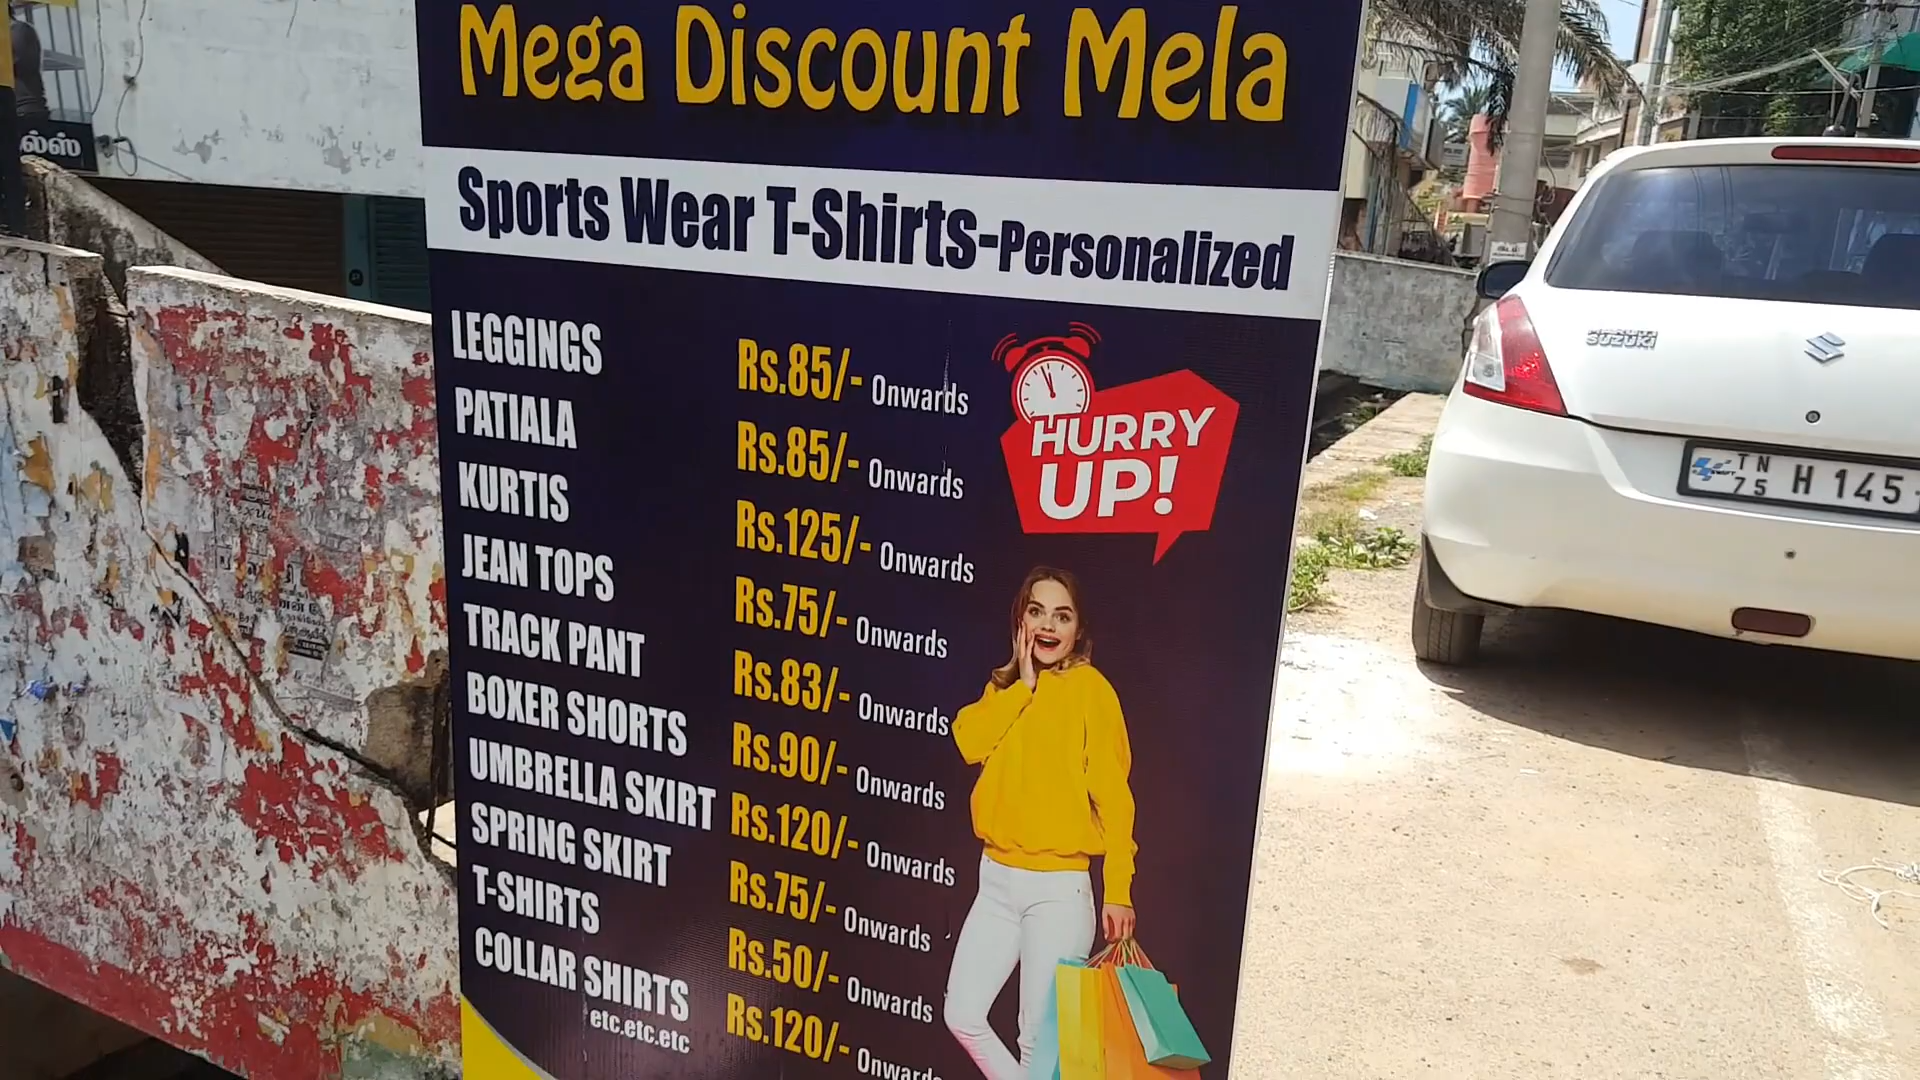 Mega Discount Mela
Sports Wear T-Shirts-Personalized
LEGGINGS Rs.85/- Onwards
PATIALA Rs.85/- Onwards
KURTIS Rs.125/- Onwards
JEAN TOPS Rs.75/- Onwards
TRACK PANT Rs.83/- Onwards
BOXER SHORTS Rs.90/- Onwards
UMBRELLA SKIRT Rs.120/- Onwards
SPRING SKIRT Rs.75/- Onwards
T-SHIRTS Rs.50/- Onwards
COLLAR SHIRTS Rs.120/- Onwards
etc.etc.etc
HURRY
UP!
ல்ஸ்
MARUTI
SUZUKI
TN
75 H 145